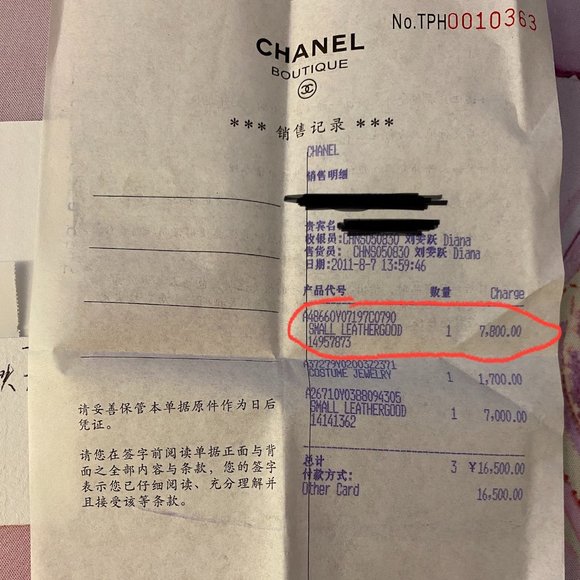 No.TPH0010363
CHANEL
BOUTIQUE
*** 销售记录 ***
CHANEL
销售明细
贵宾名
收银员:CHNS050830 刘雯跃 Diana
售货员: CHNS050830 刘雯跃 Diana
日期:2011-8-7 13:59:46
产品代号 数量 Charge
A48660Y07197C0790
SMALL LEATHERGOOD 1 7,800.00
14957873
A37279Y02003Z2371
COSTUME JEWELRY 1 1,700.00
A26710Y0388094305
SMALL LEATHERGOOD 1 7,000.00
14141362
总计 3 ¥16,500.00
付款方式:
Other Card 16,500.00
请妥善保管本单据原件作为日后
凭证。
请您在签字前阅读单据正面与背
面之全部内容与条款，您的签字
表示您已仔细阅读、充分理解并
且接受该等条款。